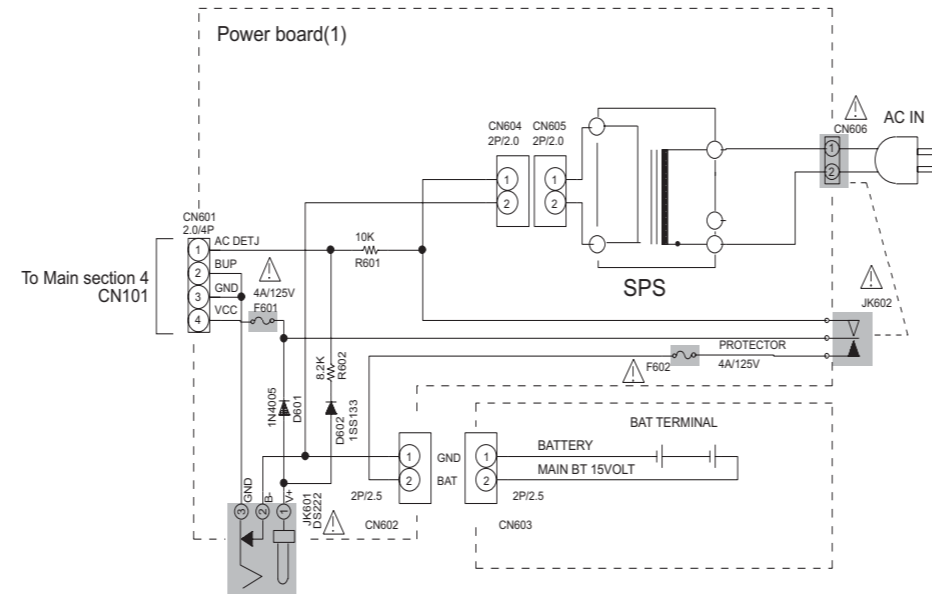 Power board(1)
AC IN
CN606
1
2
CN604
2P/2.0
1
2
CN605
2P/2.0
1
2
SPS
CN601
2.0/4P
1 AC DETJ
2 BUP
3 GND
4 VCC
To Main section 4
CN101
10K
R601
4A/125V
F601
JK602
PROTECTOR
F602
4A/125V
8.2K
R602
1N4005
D601
D602
1SS133
BAT TERMINAL
1 GND
2 BAT
1 BATTERY
2 MAIN BT 15VOLT
2P/2.5
CN602
2P/2.5
CN603
GND
B-
V+
3
2
1
JK601
DS222